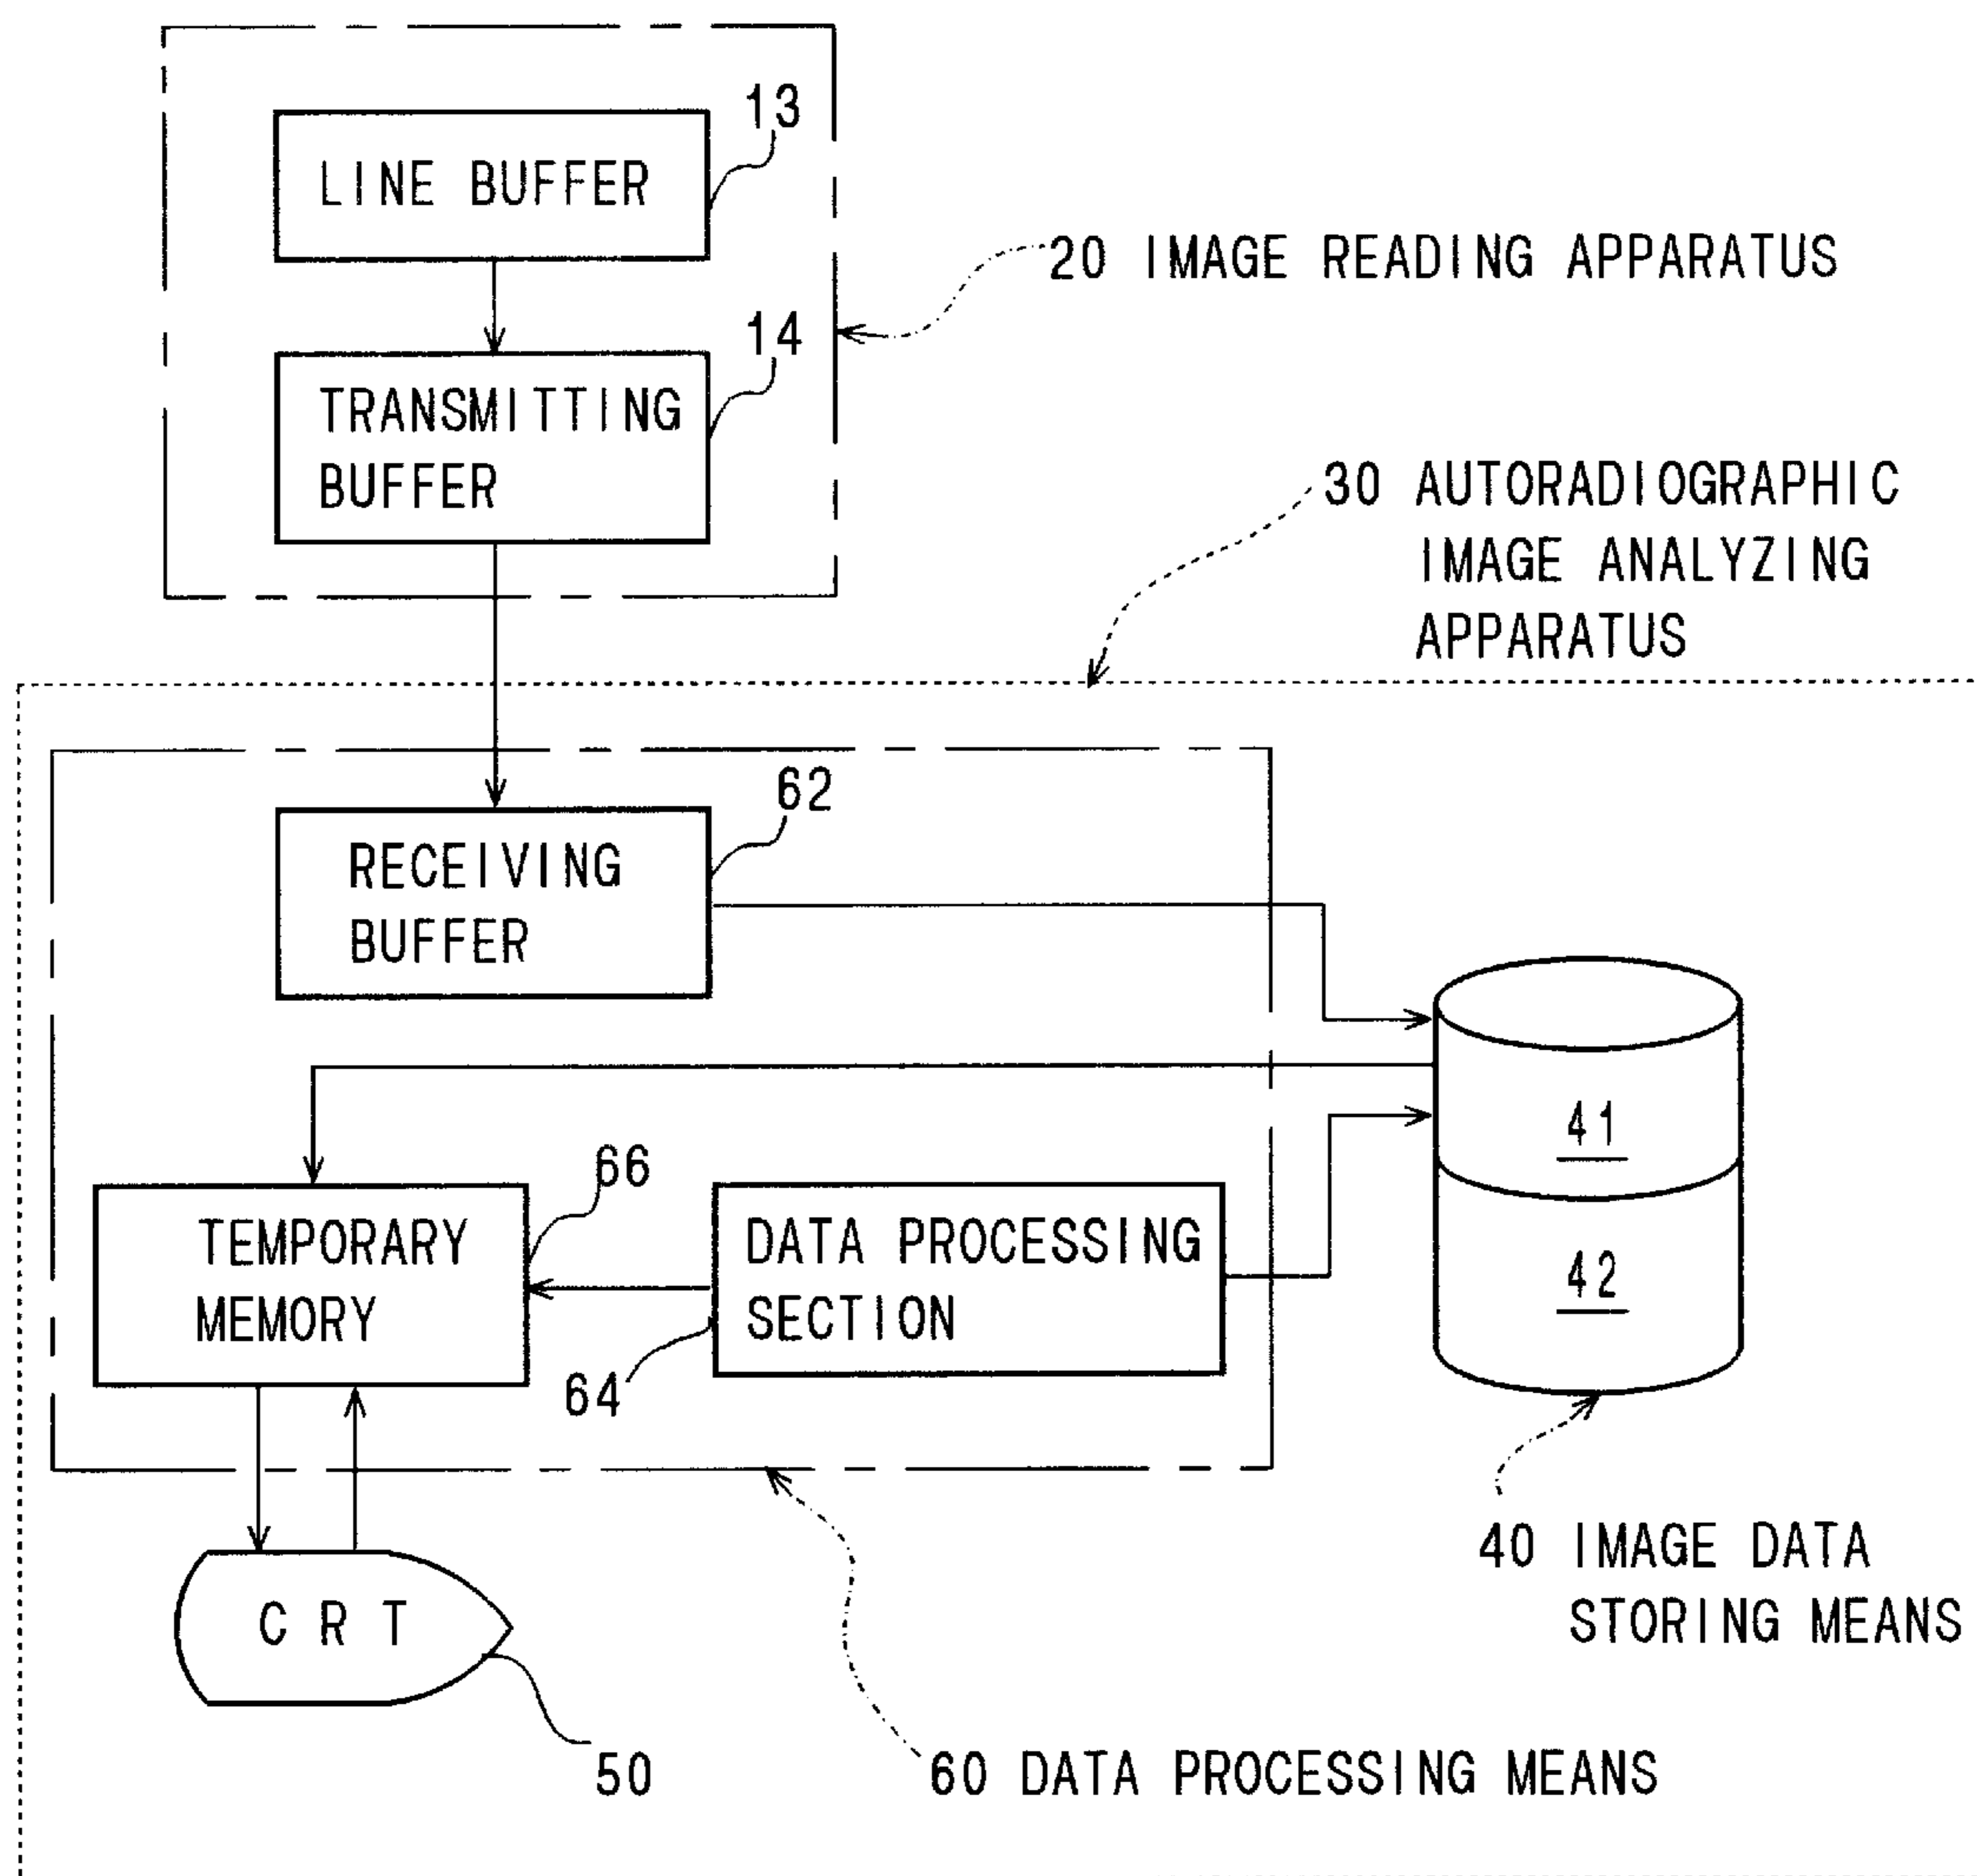 13
LINE BUFFER
20 IMAGE READING APPARATUS
14
TRANSMITTING
BUFFER
30 AUTORADIOGRAPHIC
IMAGE ANALYZING
APPARATUS
62
RECEIVING
BUFFER
41
42
66
TEMPORARY
MEMORY
DATA PROCESSING
SECTION
64
40 IMAGE DATA
STORING MEANS
CRT
50
60 DATA PROCESSING MEANS